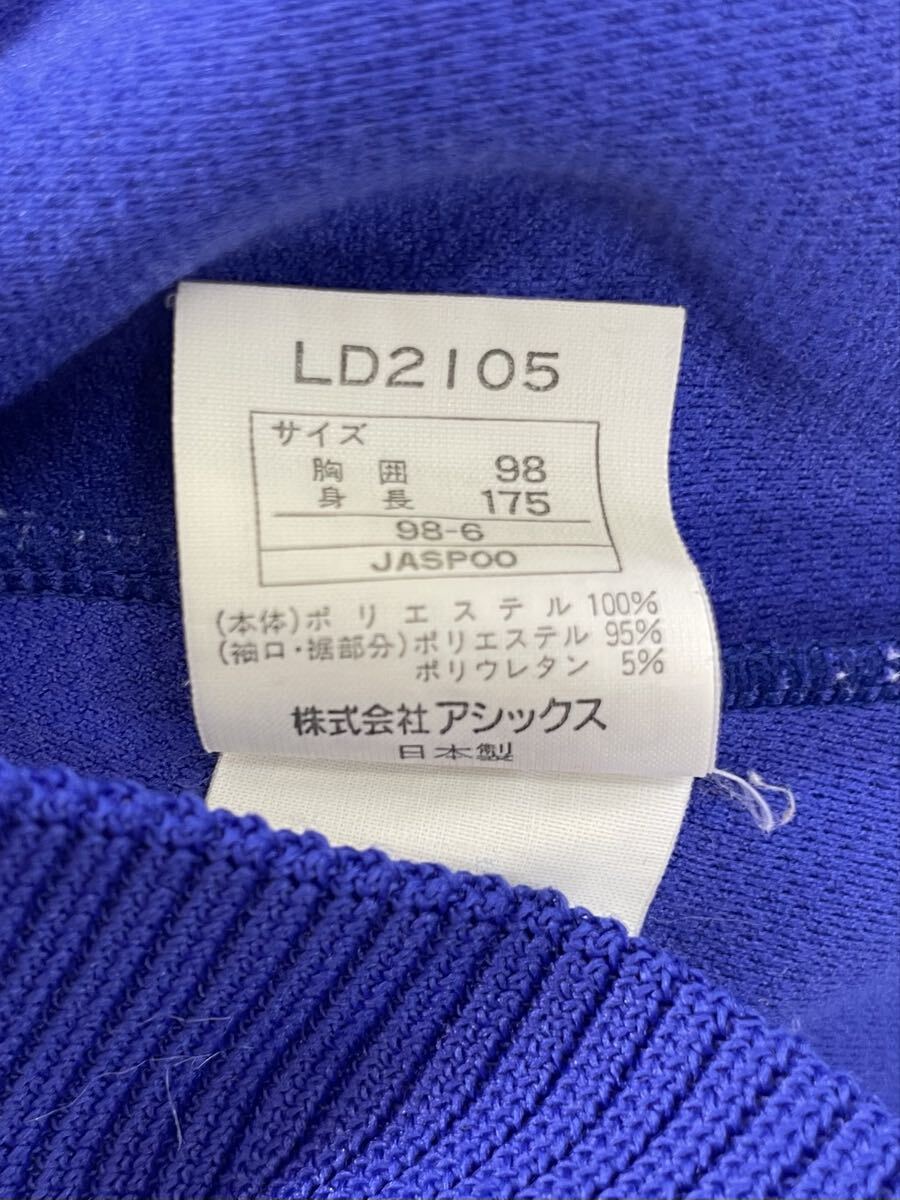 LD2105
サイズ
胸囲 98
身長 175
98-6
JASPOO
(本体)ポリエステル 100%
(袖口・裾部分)ポリエステル 95%
ポリウレタン 5%
株式会社アシックス
日本製